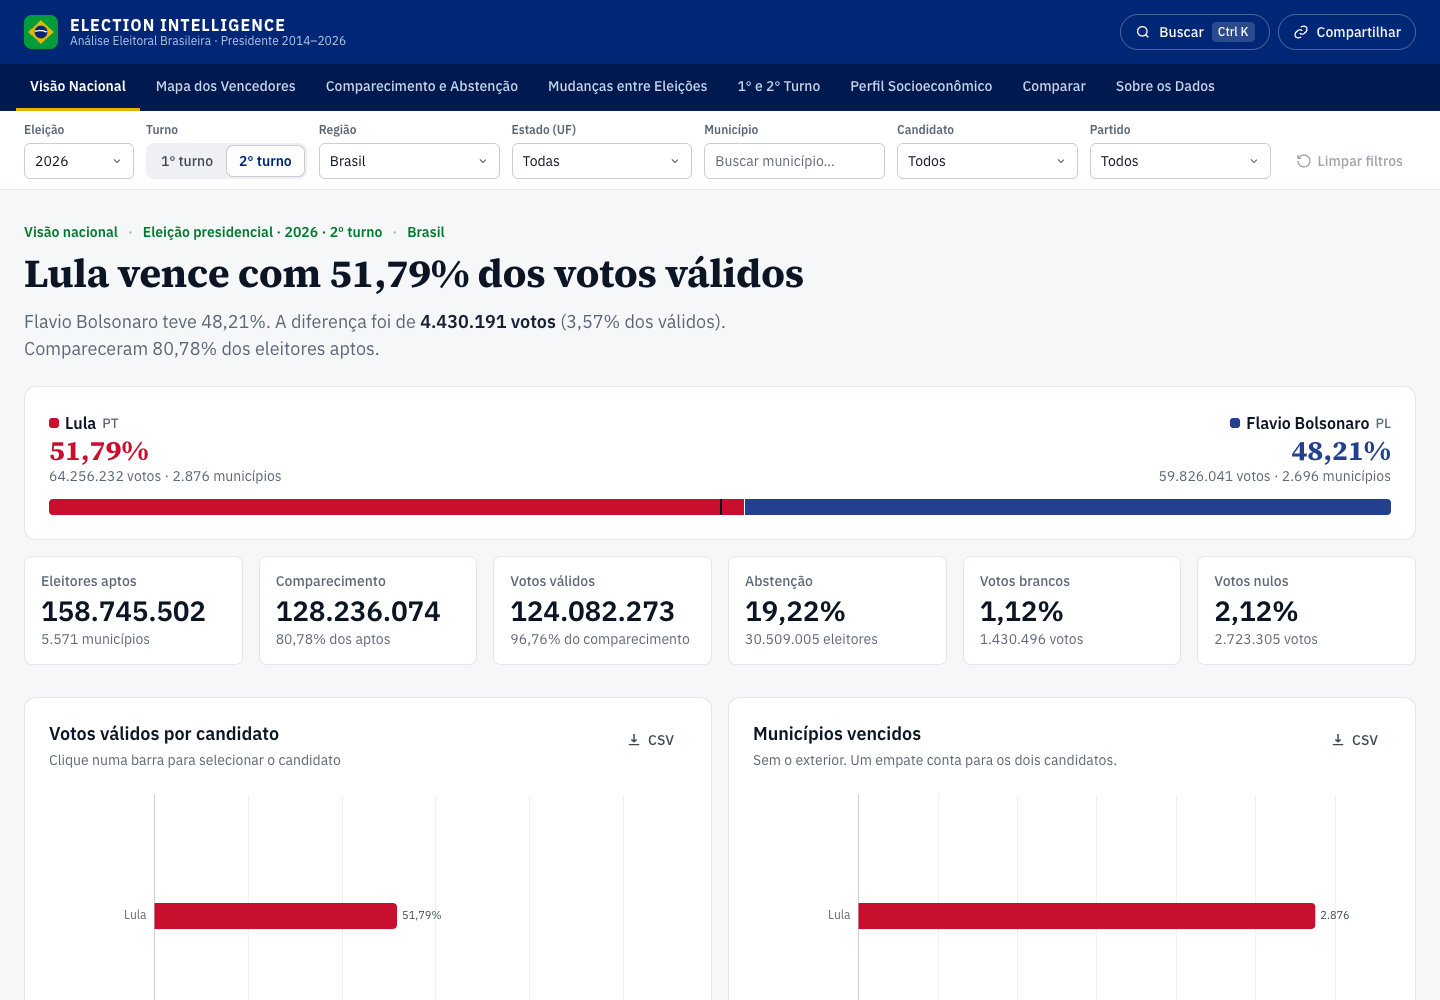 ELECTION INTELLIGENCE
Análise Eleitoral Brasileira · Presidente 2014–2026
Buscar Ctrl K
Compartilhar
Visão Nacional
Mapa dos Vencedores
Comparecimento e Abstenção
Mudanças entre Eleições
1º e 2º Turno
Perfil Socioeconômico
Comparar
Sobre os Dados
Eleição
Turno
Região
Estado (UF)
Município
Candidato
Partido
2026
1º turno
2º turno
Brasil
Todas
Buscar município...
Todos
Todos
Limpar filtros
Visão nacional · Eleição presidencial · 2026 · 2º turno · Brasil
Lula vence com 51,79% dos votos válidos
Flavio Bolsonaro teve 48,21%. A diferença foi de 4.430.191 votos (3,57% dos válidos).
Compareceram 80,78% dos eleitores aptos.
Lula PT
51,79%
64.256.232 votos · 2.876 municípios
Flavio Bolsonaro PL
48,21%
59.826.041 votos · 2.696 municípios
Eleitores aptos
158.745.502
5.571 municípios
Comparecimento
128.236.074
80,78% dos aptos
Votos válidos
124.082.273
96,76% do comparecimento
Abstenção
19,22%
30.509.005 eleitores
Votos brancos
1,12%
1.430.496 votos
Votos nulos
2,12%
2.723.305 votos
Votos válidos por candidato
CSV
Clique numa barra para selecionar o candidato
Lula
51,79%
Municípios vencidos
CSV
Sem o exterior. Um empate conta para os dois candidatos.
Lula
2.876